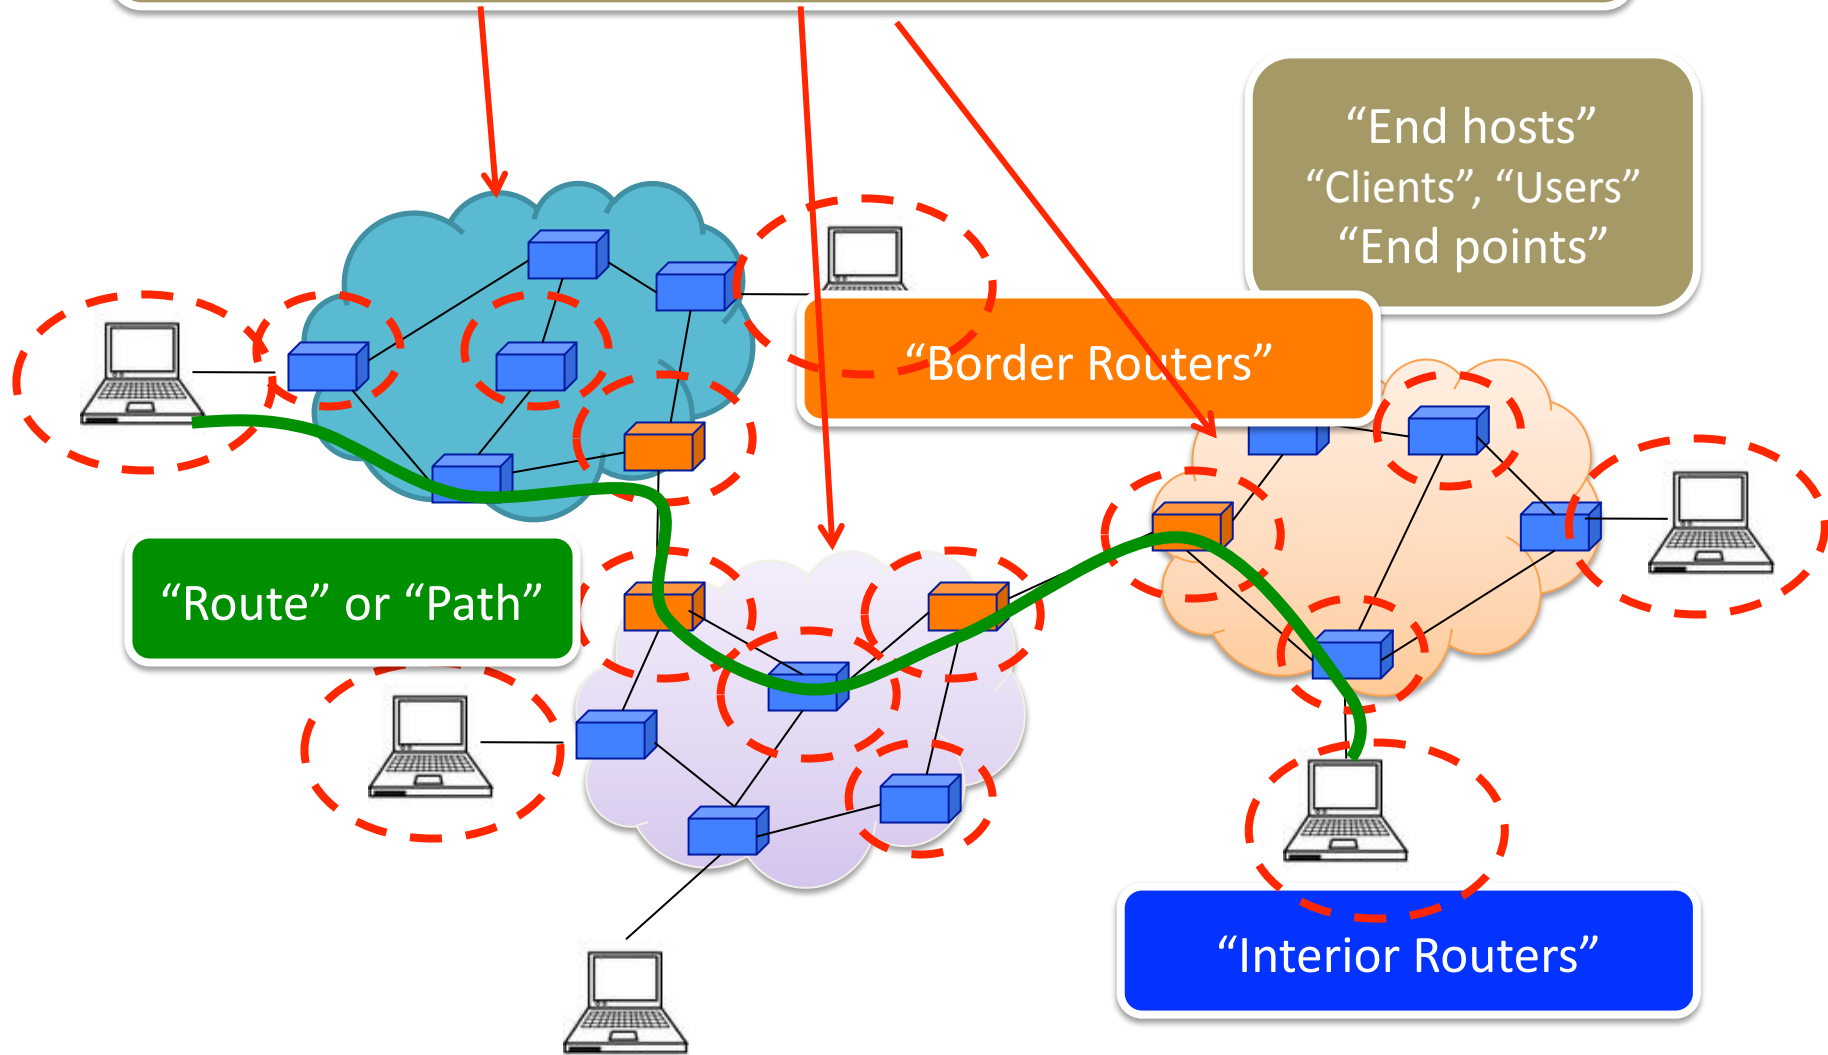 “End hosts”
“Clients”, “Users”
“End points”
“Border Routers”
“Route” or “Path”
“Interior Routers”